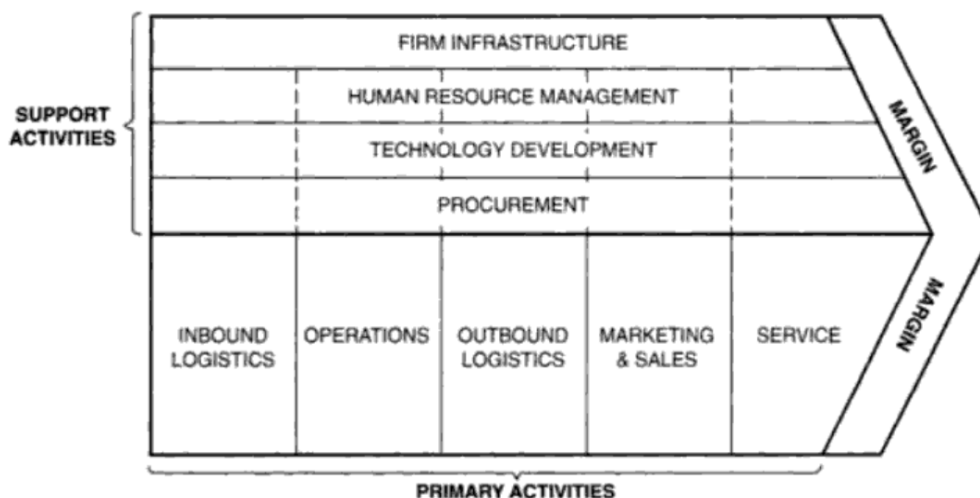 FIRM INFRASTRUCTURE
HUMAN RESOURCE MANAGEMENT
SUPPORT
ACTIVITIES
TECHNOLOGY DEVELOPMENT
PROCUREMENT
MARGIN
MARGIN
INBOUND
LOGISTICS
OPERATIONS
OUTBOUND
LOGISTICS
MARKETING
& SALES
SERVICE
PRIMARY ACTIVITIES